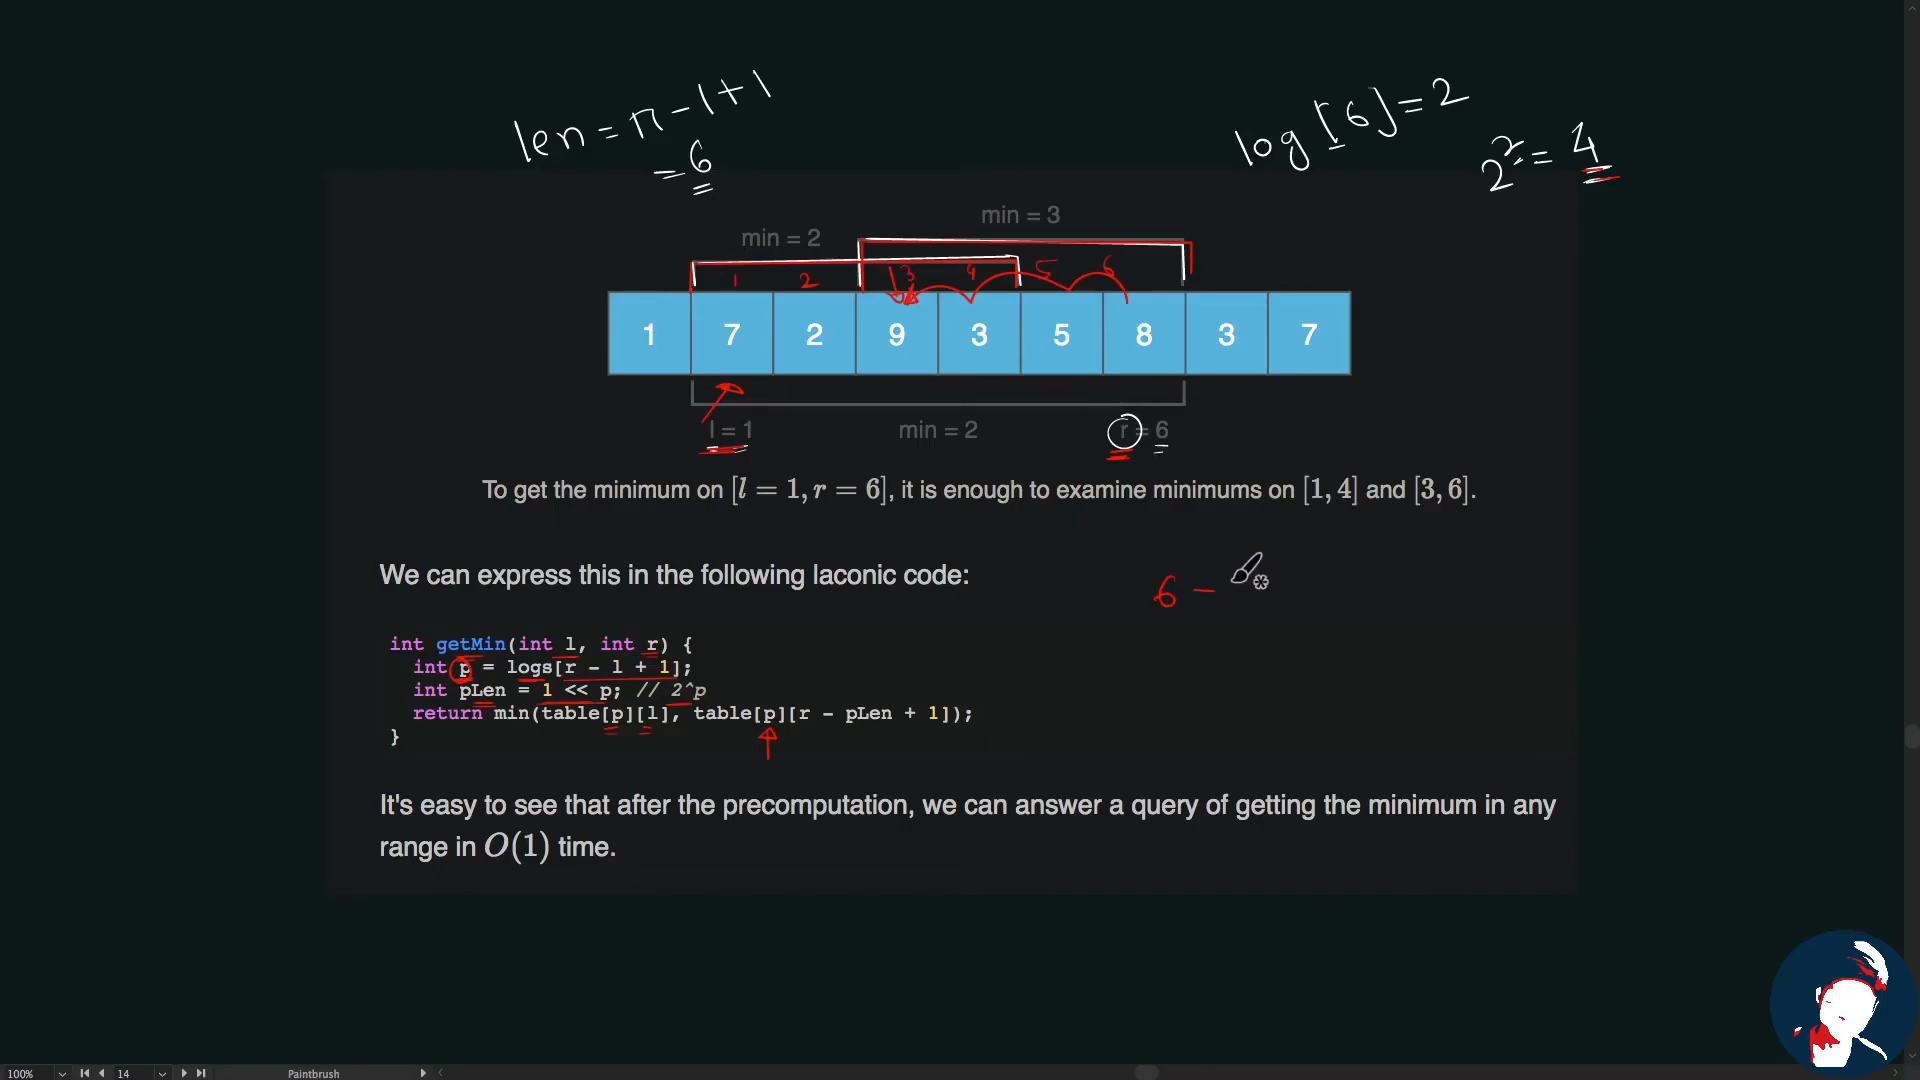 len = r - l + 1
= 6
log[6] = 2
2^2 = 4
min = 3
min = 2
1 2 3 4 5 6
1 7 2 9 3 5 8 3 7
l = 1 min = 2 r = 6
To get the minimum on [l = 1, r = 6], it is enough to examine minimums on [1, 4] and [3, 6].
We can express this in the following laconic code:
6 -
int getMin(int l, int r) {
int p = logs[r - l + 1];
int pLen = 1 << p; // 2^p
return min(table[p][l], table[p][r - pLen + 1]);
}
It's easy to see that after the precomputation, we can answer a query of getting the minimum in any
range in O(1) time.
100% 14 Paintbrush